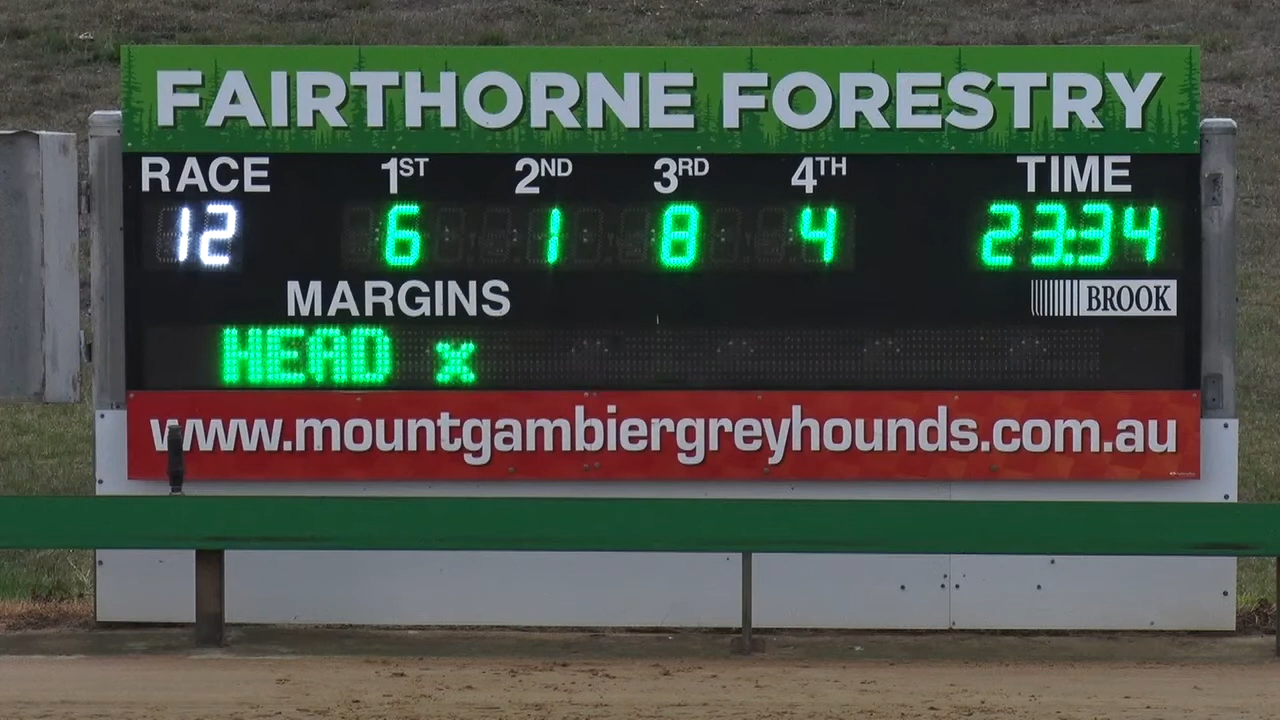 FAIRTHORNE FORESTRY
RACE 1ST 2ND 3RD 4TH TIME
12 6 1 8 4 23:34
MARGINS BROOK
HEAD x
www.mountgambiergreyhounds.com.au